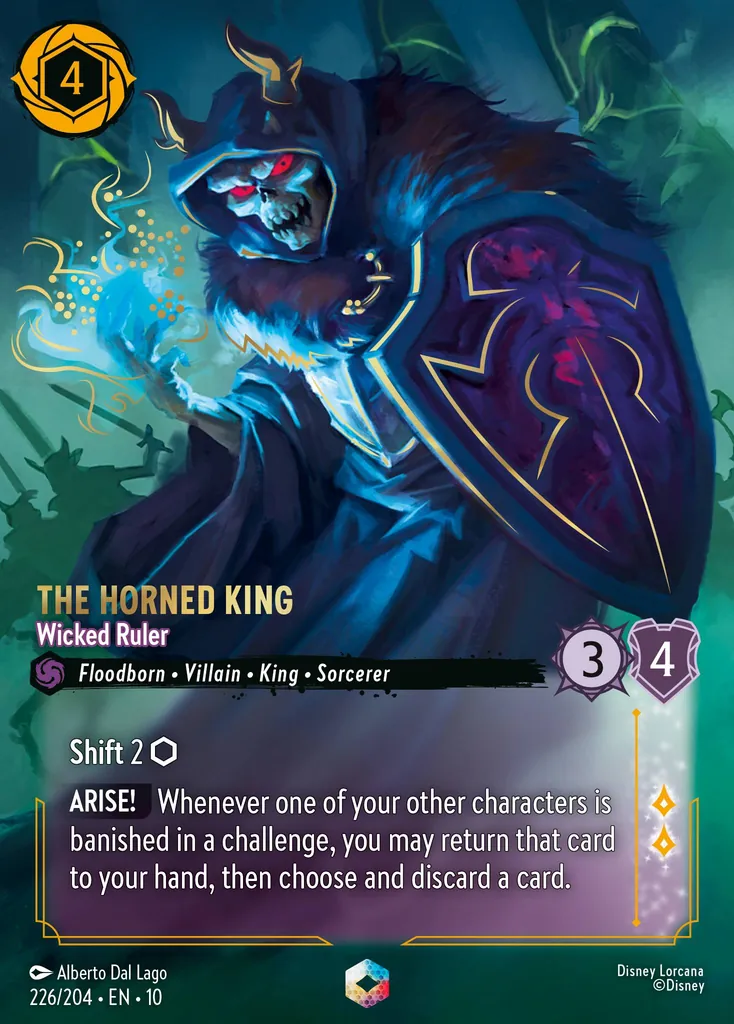 4
THE HORNED KING
Wicked Ruler
Floodborn • Villain • King • Sorcerer
3 4
Shift 2 ⬡
ARISE! Whenever one of your other characters is
banished in a challenge, you may return that card
to your hand, then choose and discard a card.
Alberto Dal Lago
226/204 • EN • 10
Disney Lorcana
©Disney